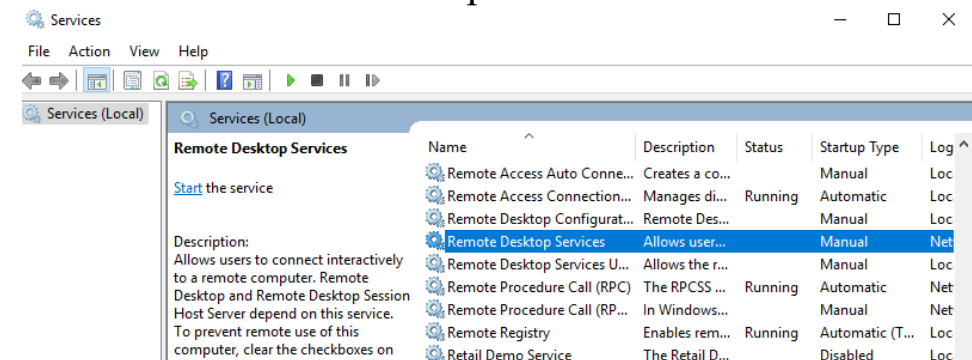 Services
File Action View Help
Services (Local)
Services (Local)
Remote Desktop Services
Start the service
Description:
Allows users to connect interactively
to a remote computer. Remote
Desktop and Remote Desktop Session
Host Server depend on this service.
To prevent remote use of this
computer, clear the checkboxes on
Name Description Status Startup Type Log
Remote Access Auto Conne... Creates a co... Manual Loc
Remote Access Connection... Manages di... Running Automatic Loc
Remote Desktop Configurat... Remote Des... Manual Loc
Remote Desktop Services Allows user... Manual Net
Remote Desktop Services U... Allows the r... Manual Loc
Remote Procedure Call (RPC) The RPCSS ... Running Automatic Net
Remote Procedure Call (RP... In Windows... Manual Net
Remote Registry Enables rem... Running Automatic (T... Loc
Retail Demo Service The Retail D... Disabled Loc